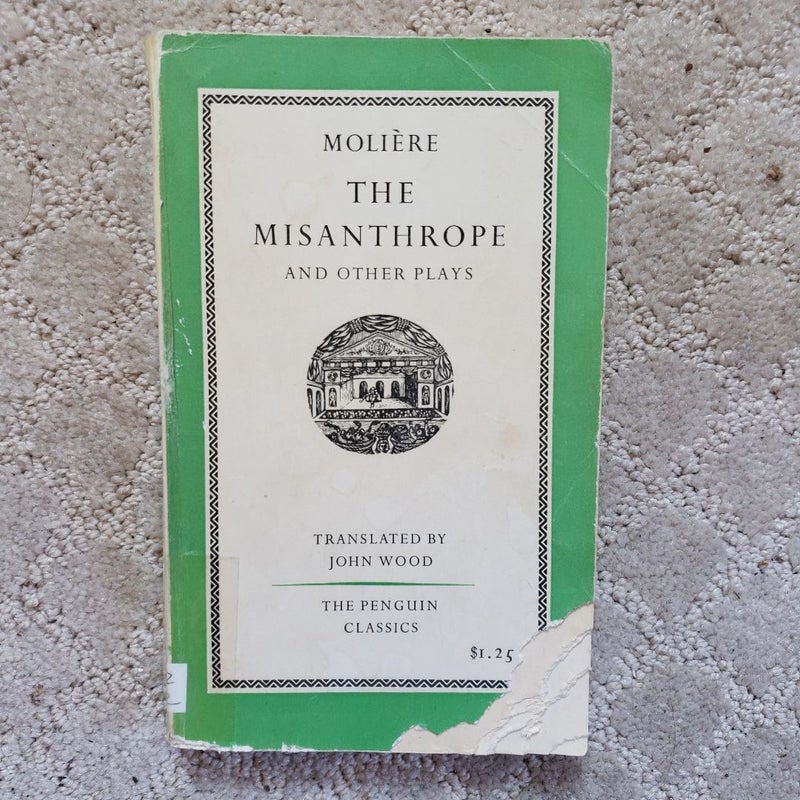 MOLIÈRE
THE
MISANTHROPE
AND OTHER PLAYS
TRANSLATED BY
JOHN WOOD
THE PENGUIN
CLASSICS
$1.25